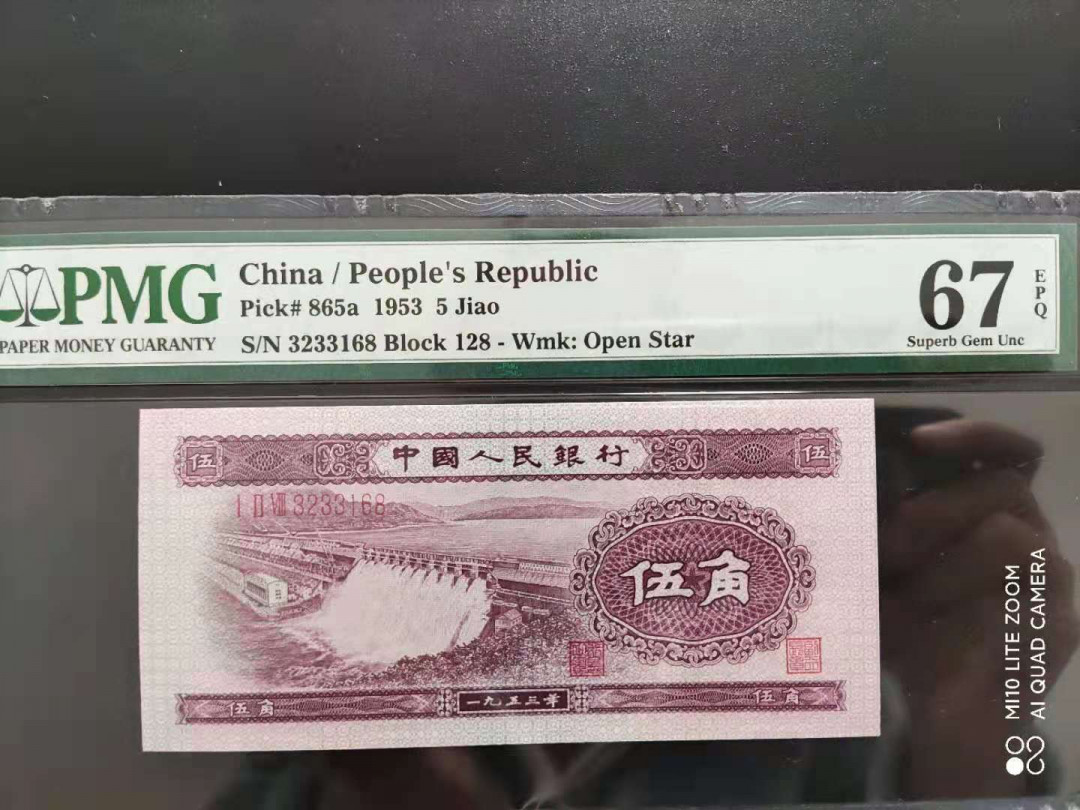 PMG
PAPER MONEY GUARANTY
China / People's Republic
Pick# 865a 1953 5 Jiao
S/N 3233168 Block 128 - Wmk: Open Star
67
EPQ
Superb Gem Unc
伍 中國人民銀行 伍
I II VIII 3233168
伍角
伍角 一九五三年 伍角
MI10 LITE ZOOM
AI QUAD CAMERA